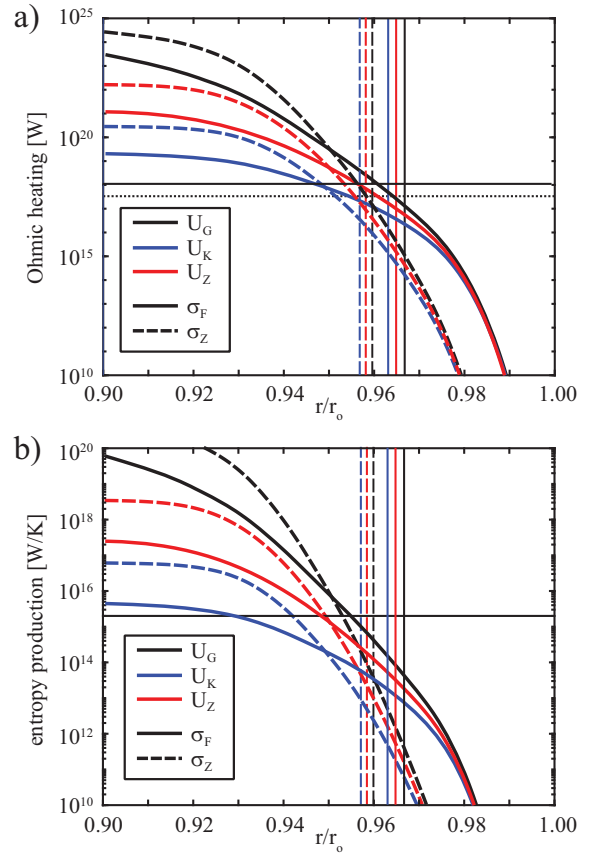 a)
Ohmic heating [W]
10^25
10^20
10^15
10^10
U_G
U_K
U_Z
σ_F
σ_Z
0.90 0.92 0.94 0.96 0.98 1.00
r/r_o
b)
entropy production [W/K]
10^20
10^18
10^16
10^14
10^12
10^10
U_G
U_K
U_Z
σ_F
σ_Z
0.90 0.92 0.94 0.96 0.98 1.00
r/r_o